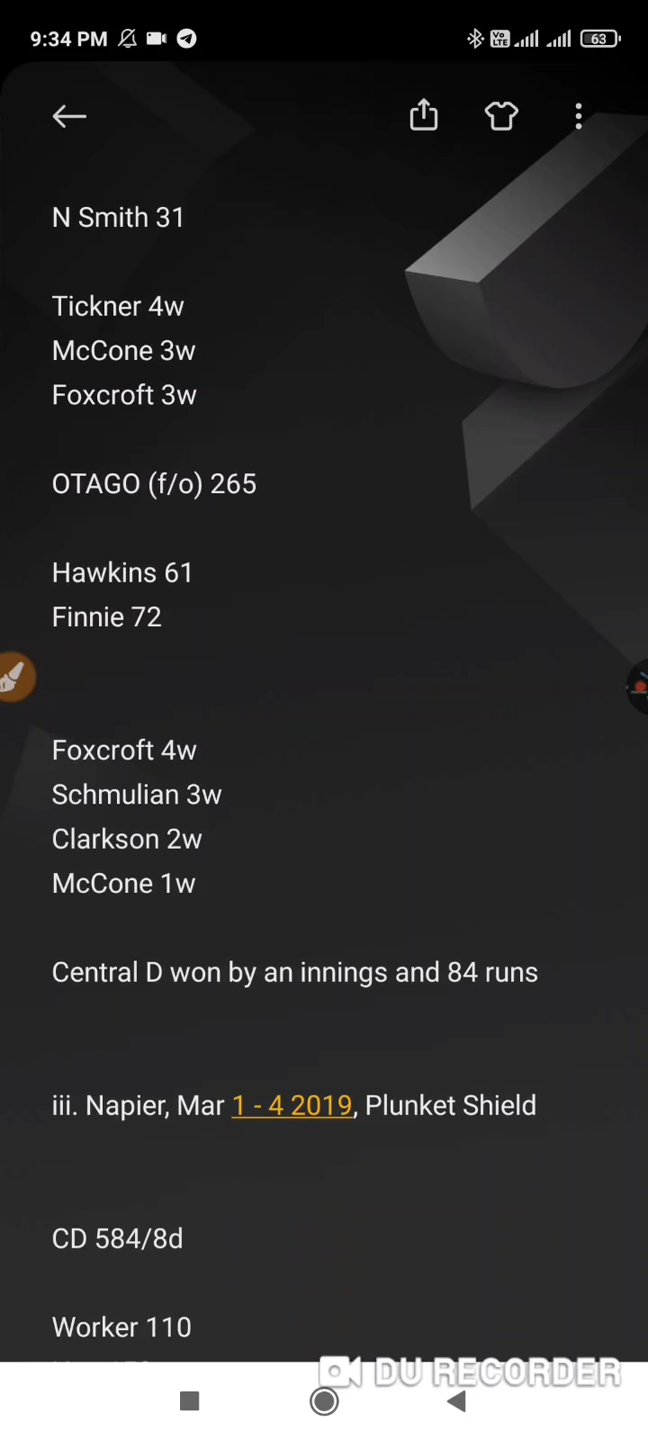 9:34 PM
Vo LTE
63
N Smith 31
Tickner 4w
McCone 3w
Foxcroft 3w
OTAGO (f/o) 265
Hawkins 61
Finnie 72
Foxcroft 4w
Schmulian 3w
Clarkson 2w
McCone 1w
Central D won by an innings and 84 runs
iii. Napier, Mar 1 - 4 2019, Plunket Shield
CD 584/8d
Worker 110
DU RECORDER